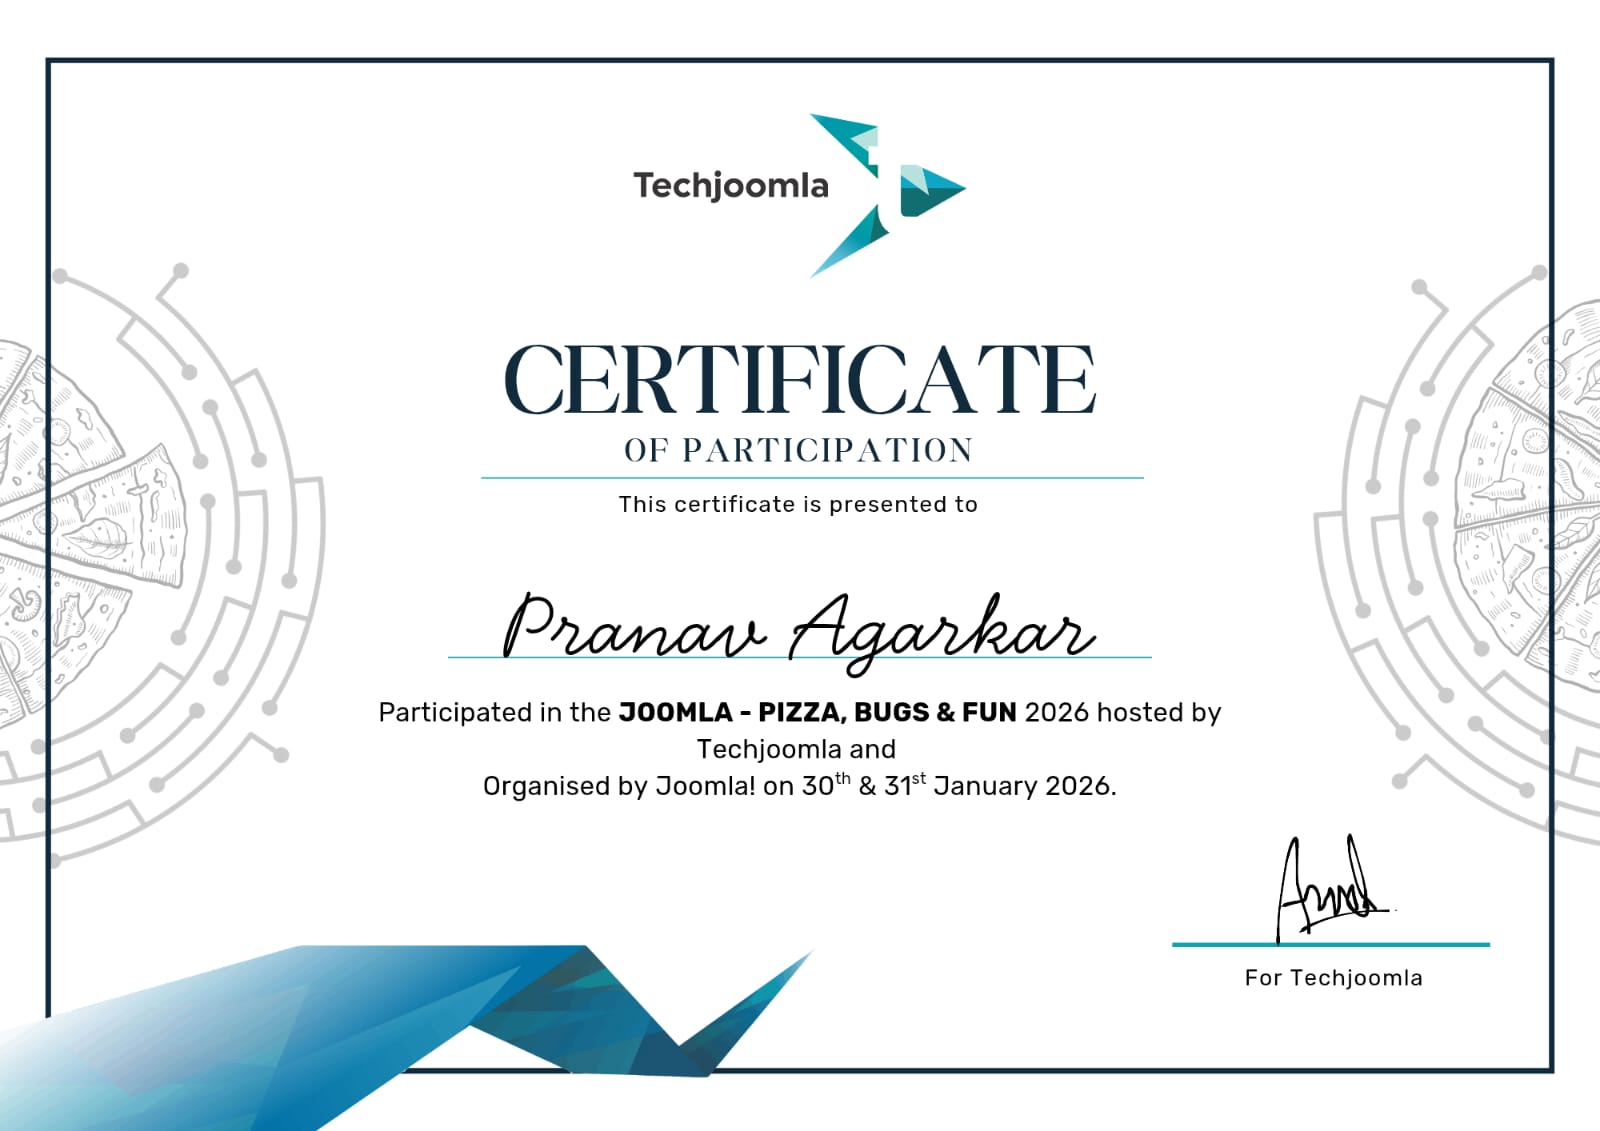 Techjoomla
CERTIFICATE
OF PARTICIPATION
This certificate is presented to
Pranav Agarkar
Participated in the JOOMLA - PIZZA, BUGS & FUN 2026 hosted by
Techjoomla and
Organised by Joomla! on 30th & 31st January 2026.
For Techjoomla